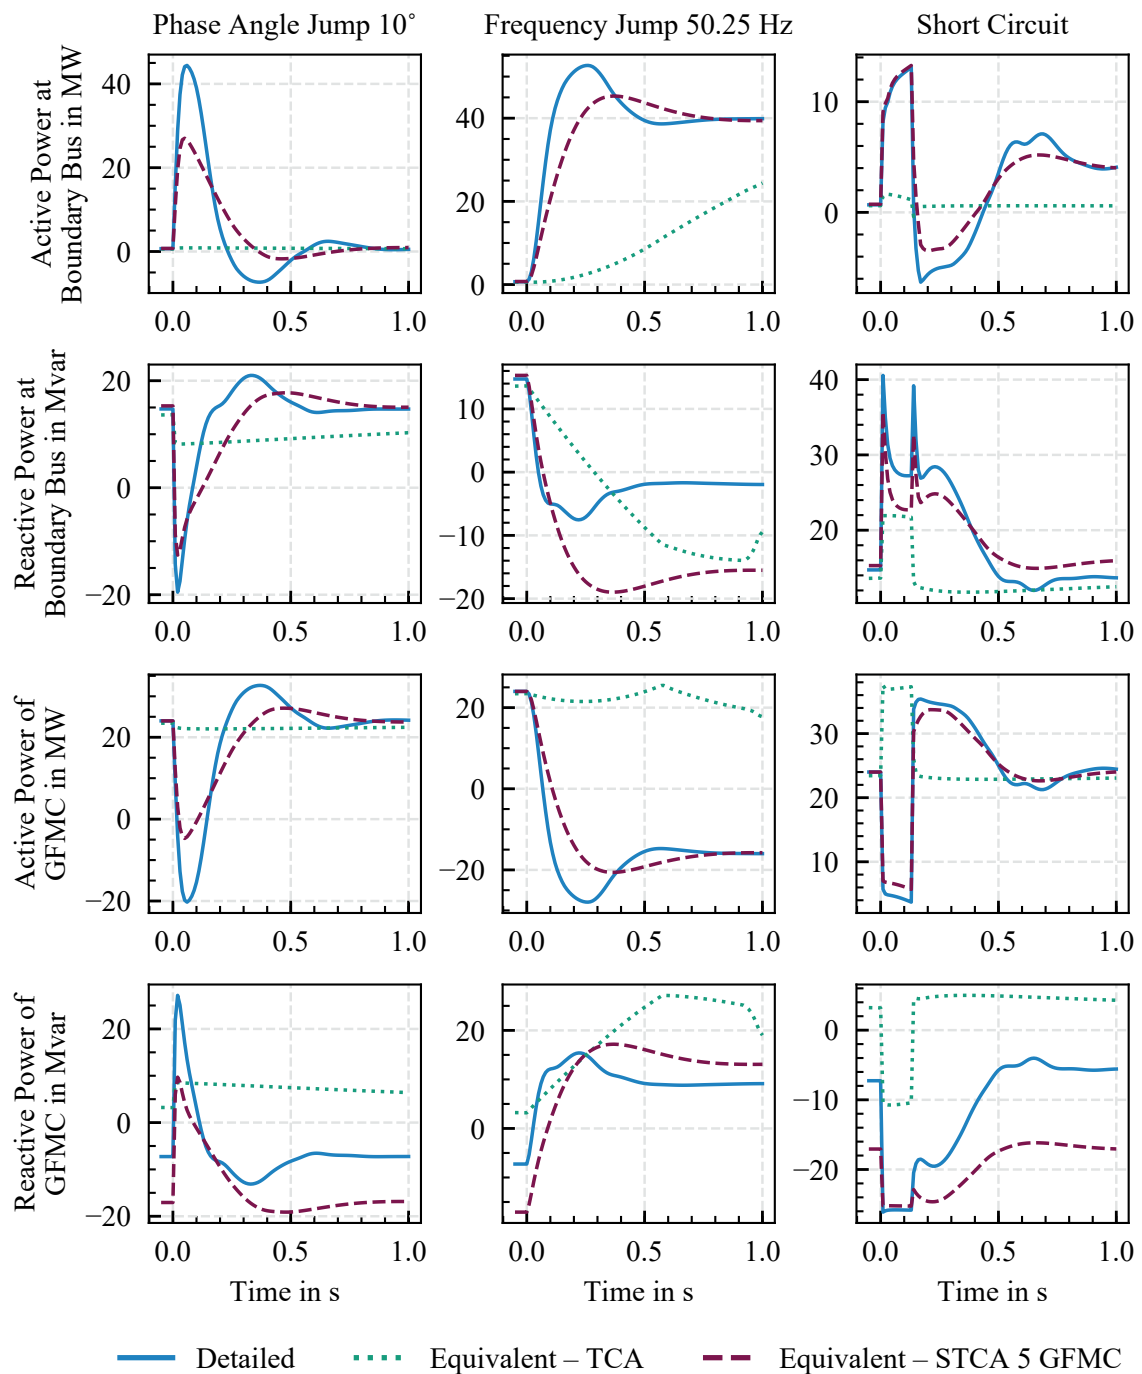 Phase Angle Jump 10°
Frequency Jump 50.25 Hz
Short Circuit
Active Power at
Boundary Bus in MW
40
20
0
0.0 0.5 1.0
40
20
0
0.0 0.5 1.0
10
0
0.0 0.5 1.0
Reactive Power at
Boundary Bus in Mvar
20
0
−20
0.0 0.5 1.0
10
0
−10
−20
0.0 0.5 1.0
40
30
20
0.0 0.5 1.0
Active Power of
GFMC in MW
20
0
−20
0.0 0.5 1.0
20
0
−20
0.0 0.5 1.0
30
20
10
0.0 0.5 1.0
Reactive Power of
GFMC in Mvar
20
0
−20
0.0 0.5 1.0
Time in s
20
0
0.0 0.5 1.0
Time in s
0
−10
−20
0.0 0.5 1.0
Time in s
Detailed
Equivalent – TCA
Equivalent – STCA 5 GFMC